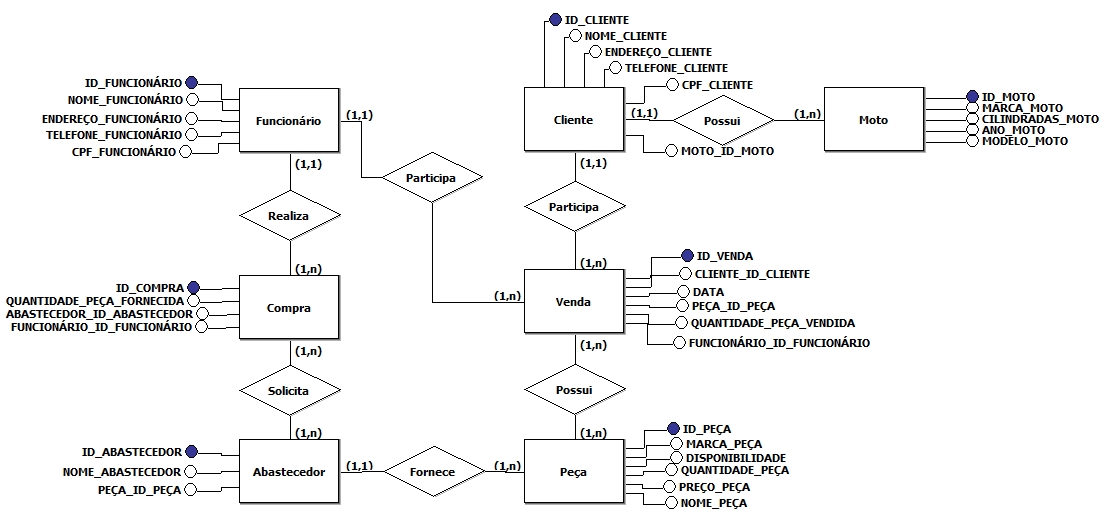 ID_CLIENTE
NOME_CLIENTE
ENDEREÇO_CLIENTE
TELEFONE_CLIENTE
CPF_CLIENTE
Cliente
(1,1)
MOTO_ID_MOTO
(1,1)
Possui
(1,n)
Moto
ID_MOTO
MARCA_MOTO
CILINDRADAS_MOTO
ANO_MOTO
MODELO_MOTO
ID_FUNCIONÁRIO
NOME_FUNCIONÁRIO
ENDEREÇO_FUNCIONÁRIO
TELEFONE_FUNCIONÁRIO
CPF_FUNCIONÁRIO
Funcionário
(1,1)
(1,1)
Participa
Participa
Realiza
(1,n)
(1,n)
(1,n)
ID_COMPRA
QUANTIDADE_PEÇA_FORNECIDA
ABASTECEDOR_ID_ABASTECEDOR
FUNCIONÁRIO_ID_FUNCIONÁRIO
Compra
(1,n)
Venda
ID_VENDA
CLIENTE_ID_CLIENTE
DATA
PEÇA_ID_PEÇA
QUANTIDADE_PEÇA_VENDIDA
FUNCIONÁRIO_ID_FUNCIONÁRIO
(1,n)
Solicita
Possui
(1,n)
(1,n)
ID_ABASTECEDOR
NOME_ABASTECEDOR
PEÇA_ID_PEÇA
Abastecedor
(1,1)
Fornece
(1,n)
Peça
ID_PEÇA
MARCA_PEÇA
DISPONIBILIDADE
QUANTIDADE_PEÇA
PREÇO_PEÇA
NOME_PEÇA